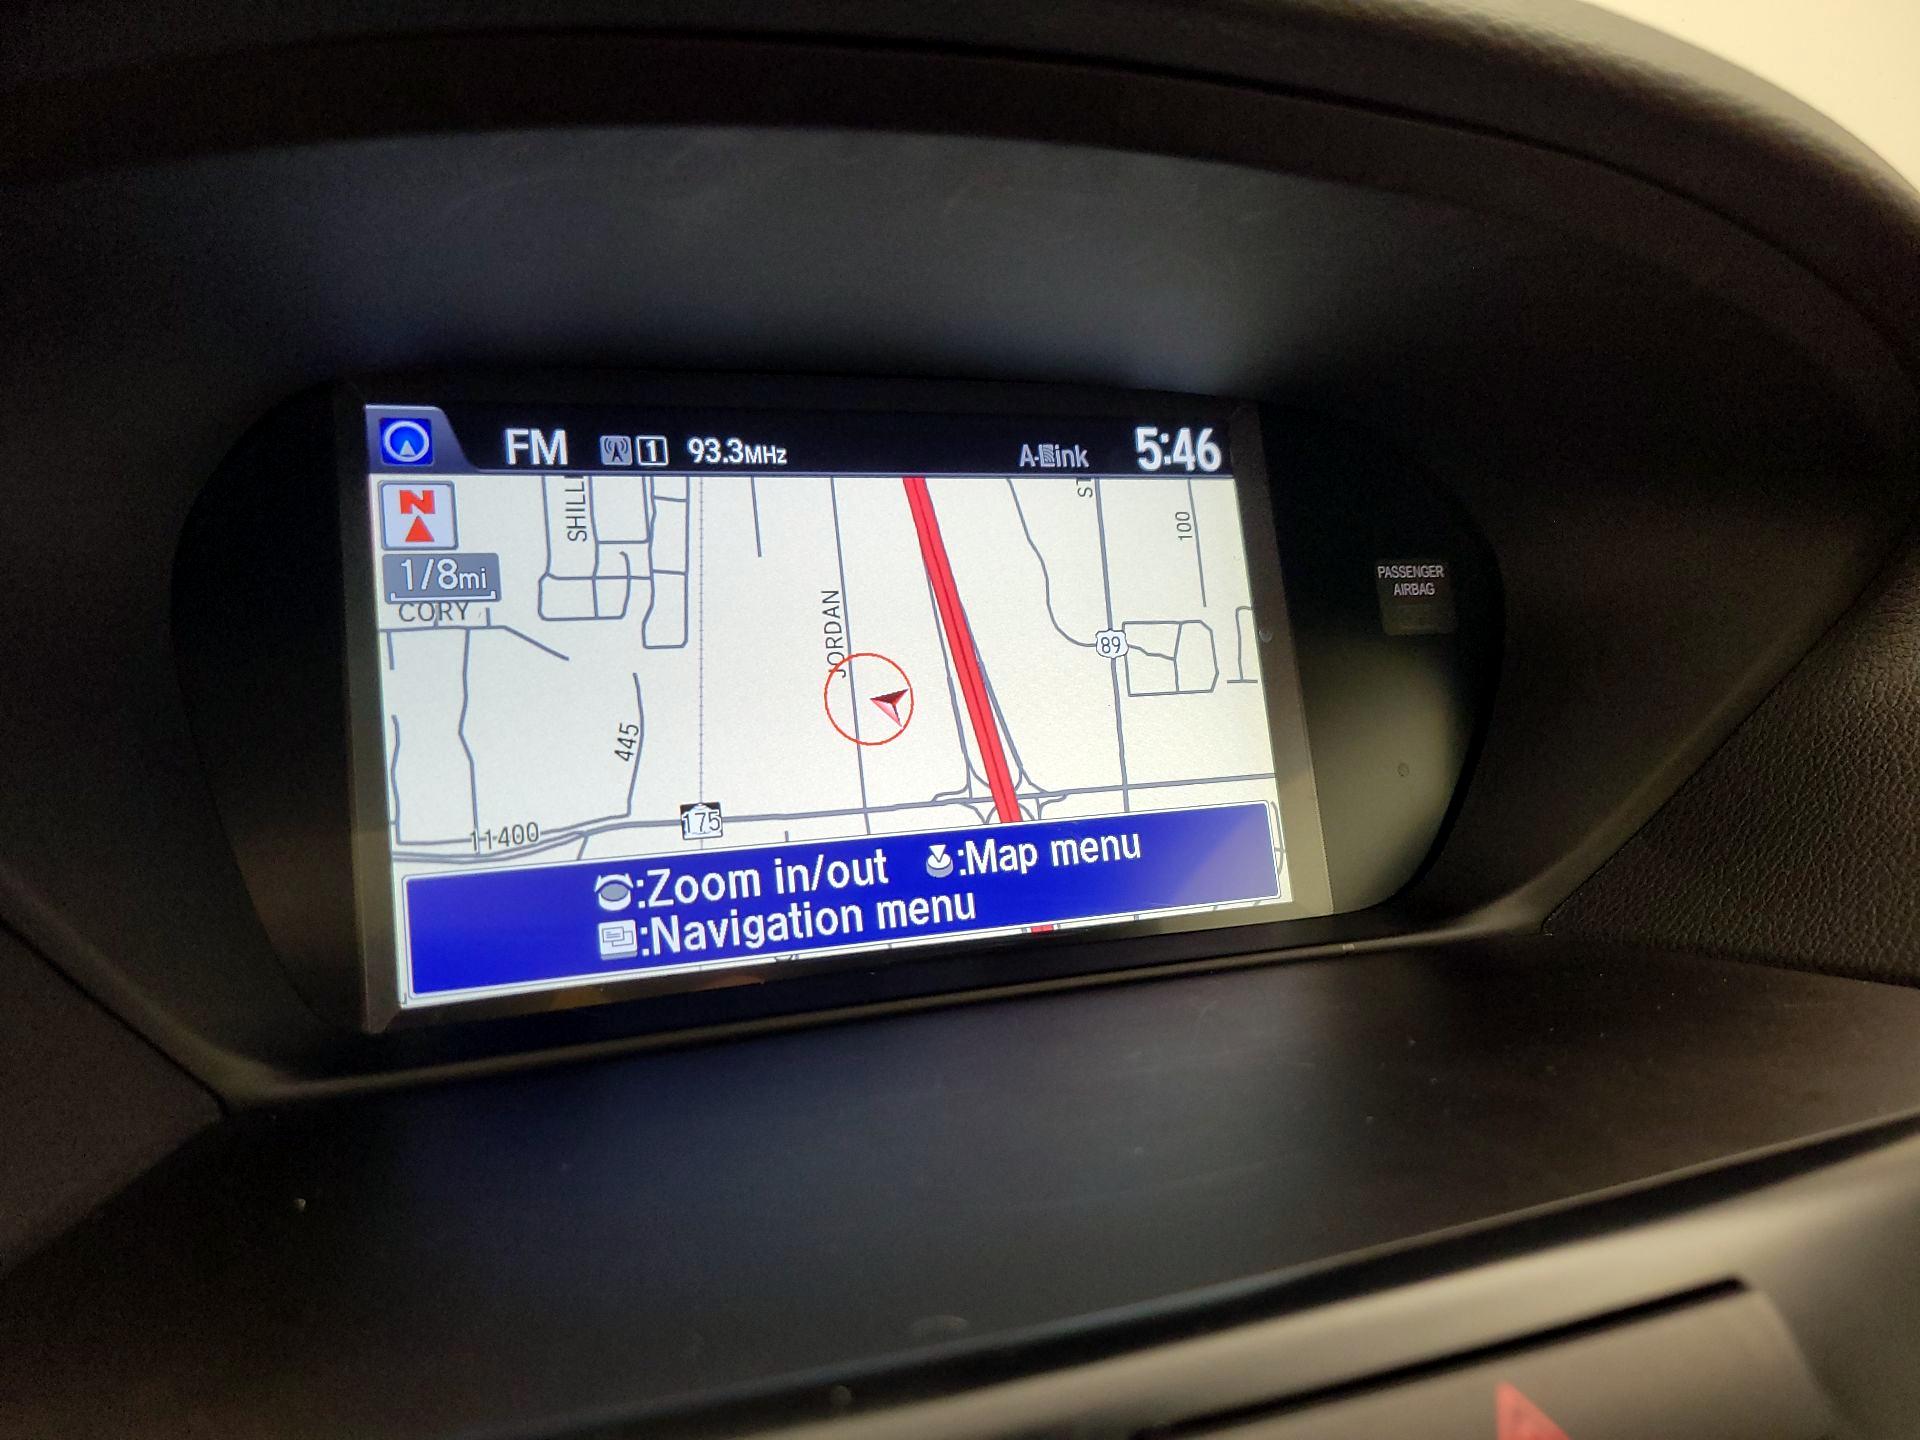 FM 1 93.3MHz A-Link 5:46
N
1/8mi
SHILL
ST
100
CORY
JORDAN
89
445
175
11400
:Zoom in/out :Map menu
:Navigation menu
PASSENGER
AIRBAG